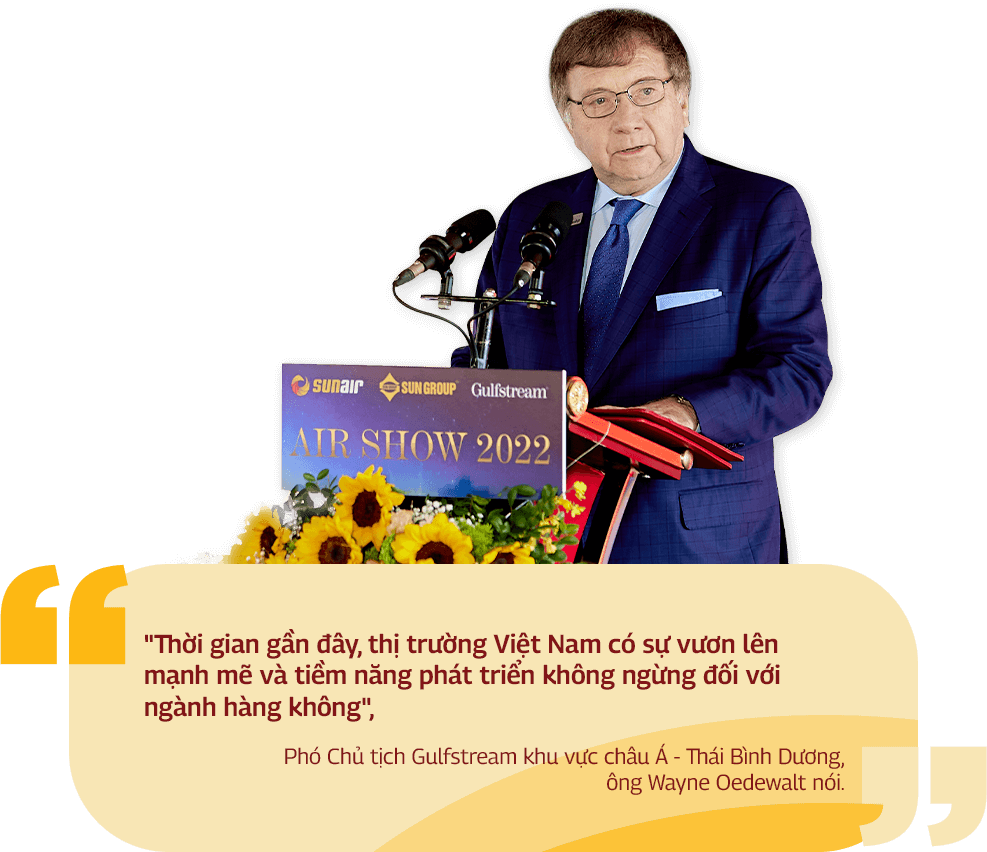 sunair SUN GROUP Gulfstream
AIR SHOW 2022
"Thời gian gần đây, thị trường Việt Nam có sự vươn lên
mạnh mẽ và tiềm năng phát triển không ngừng đối với
ngành hàng không",
Phó Chủ tịch Gulfstream khu vực châu Á - Thái Bình Dương,
ông Wayne Oedewalt nói.